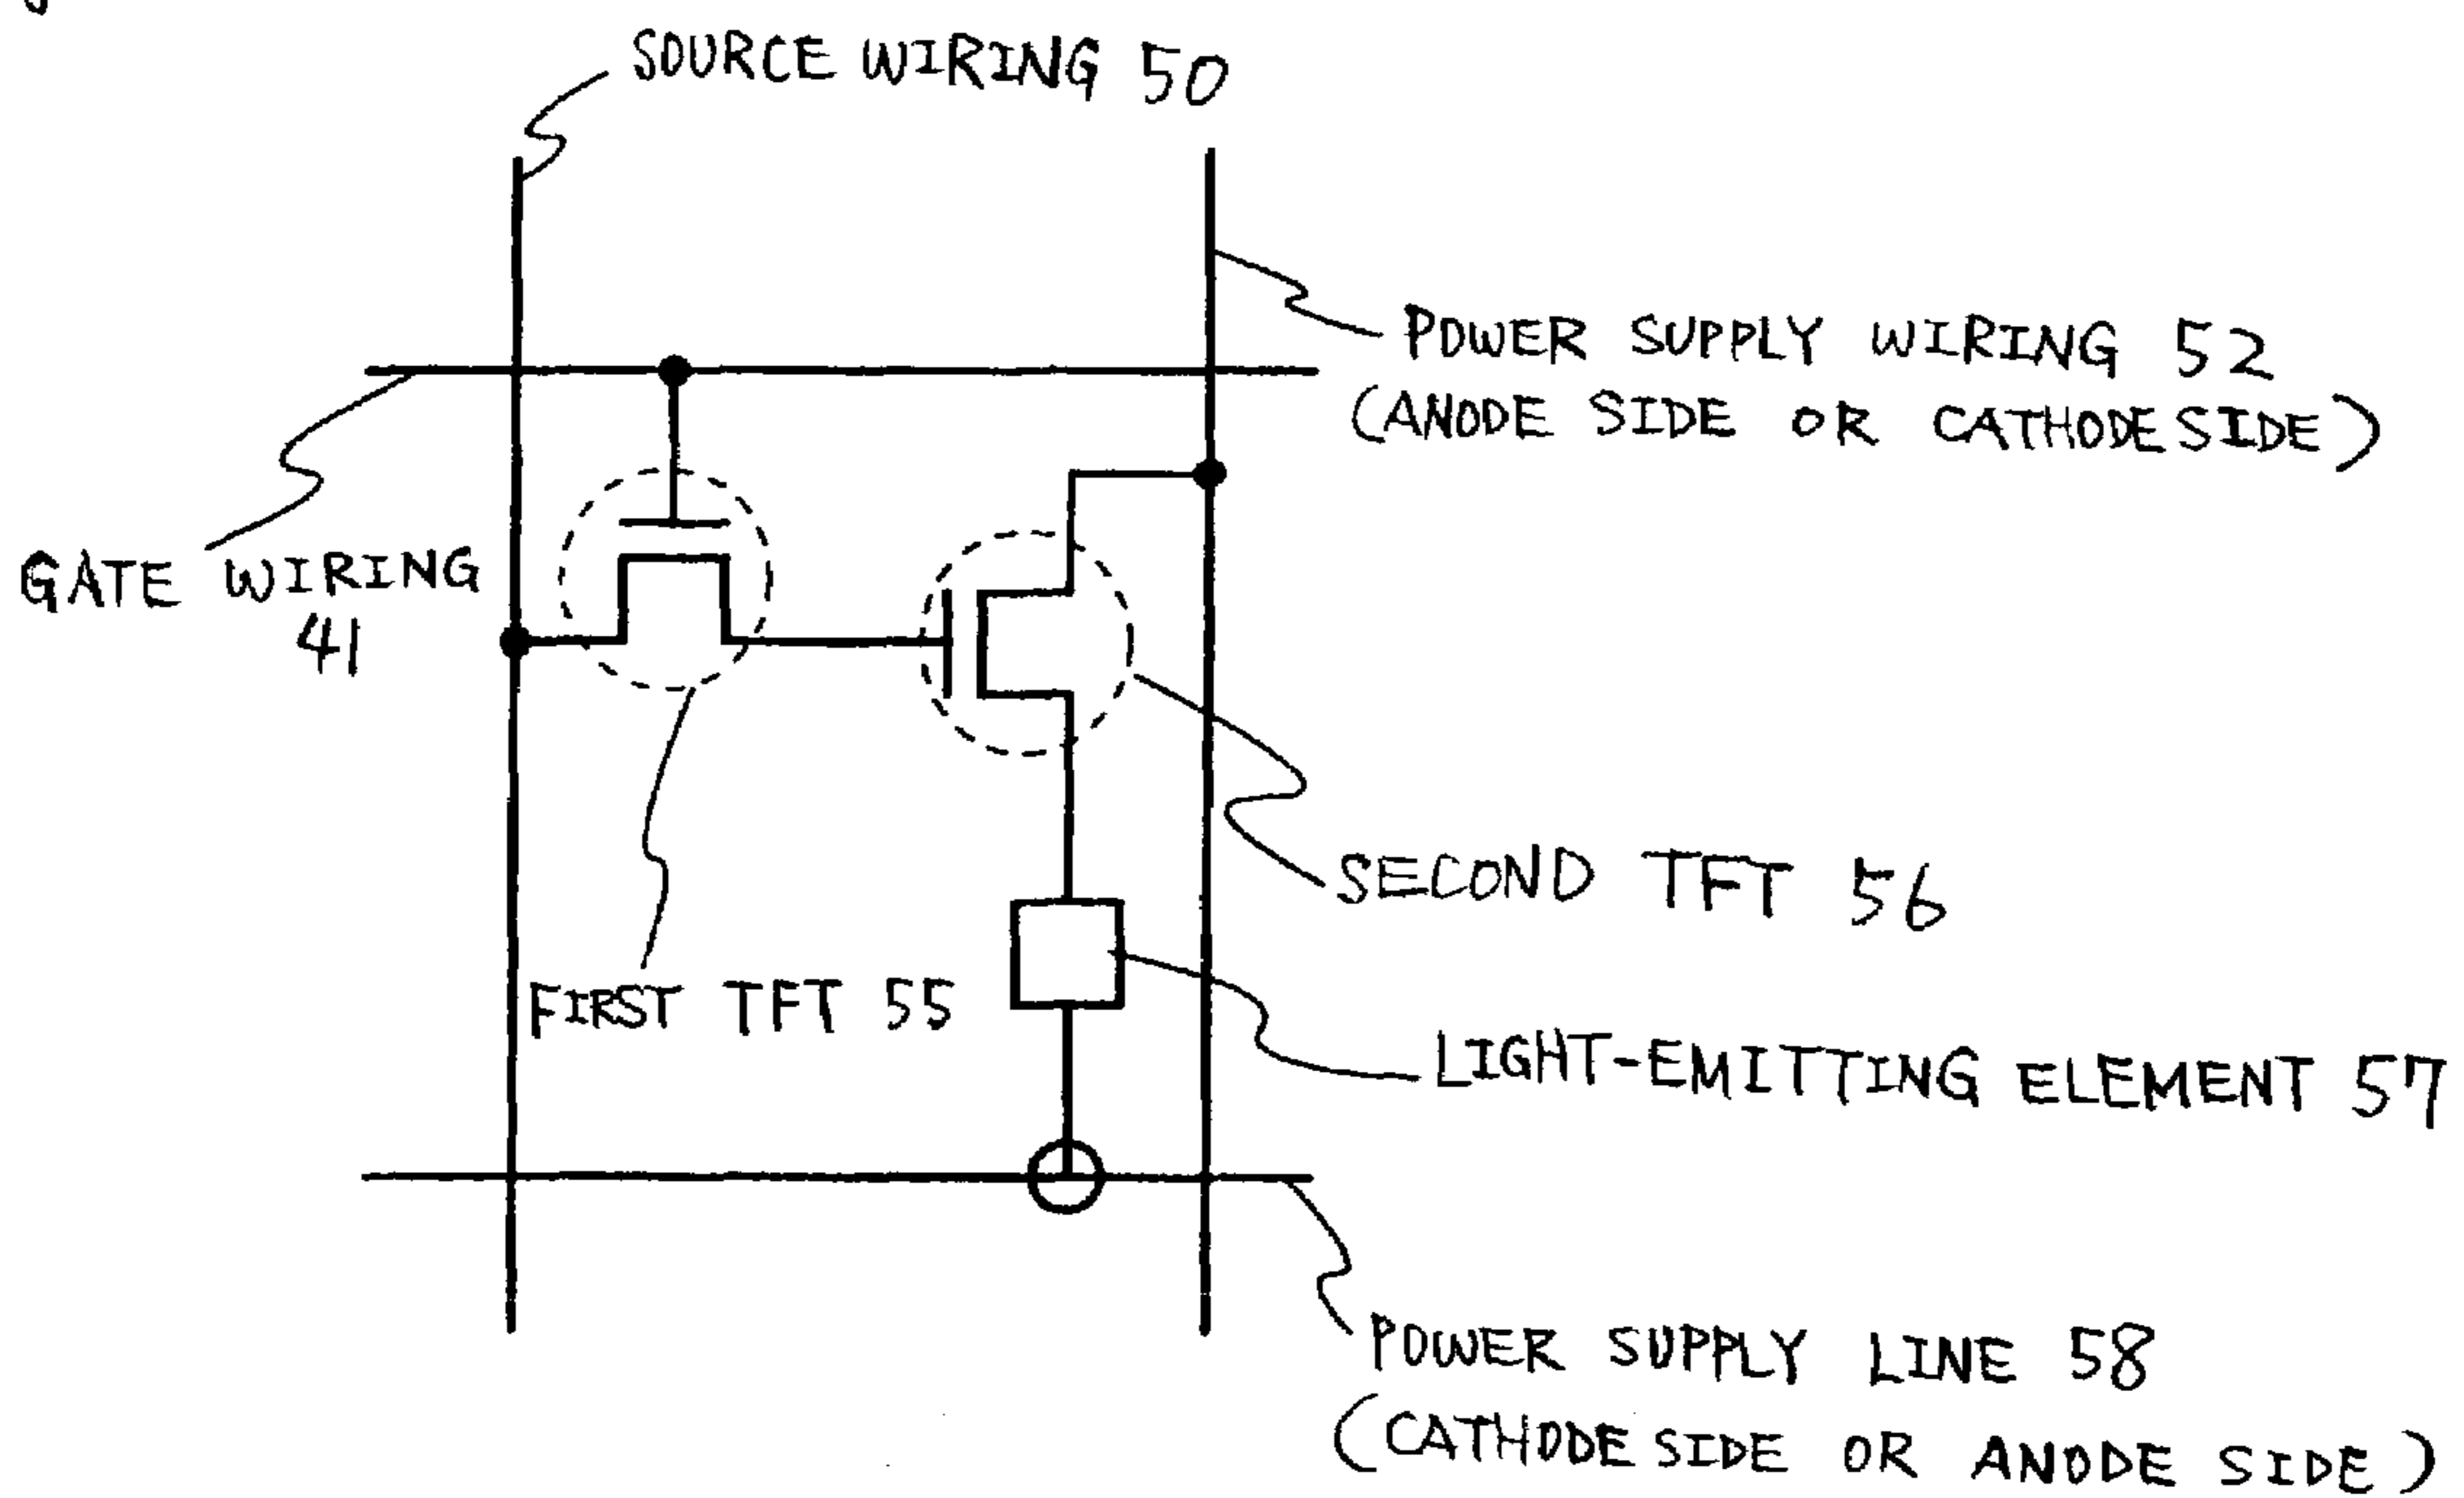 SOURCE WIRING 50
POWER SUPPLY WIRING 52
(ANODE SIDE OR CATHODE SIDE)
GATE WIRING
41
SECOND TFT 56
FIRST TFT 55
LIGHT-EMITTING ELEMENT 57
POWER SUPPLY LINE 58
(CATHODE SIDE OR ANODE SIDE)